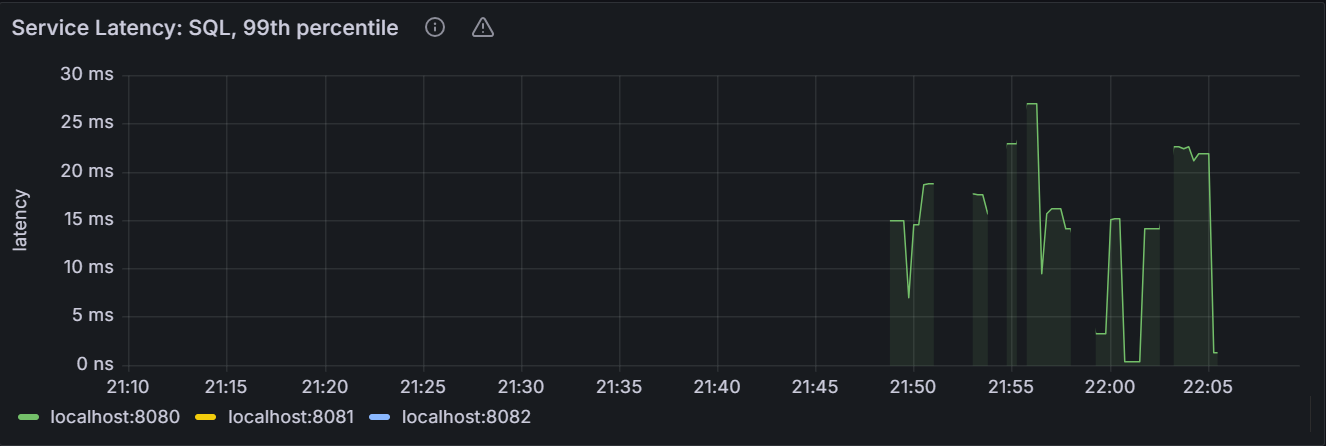 Service Latency: SQL, 99th percentile
30 ms
25 ms
20 ms
15 ms
10 ms
5 ms
0 ns
latency
21:10 21:15 21:20 21:25 21:30 21:35 21:40 21:45 21:50 21:55 22:00 22:05
localhost:8080 localhost:8081 localhost:8082